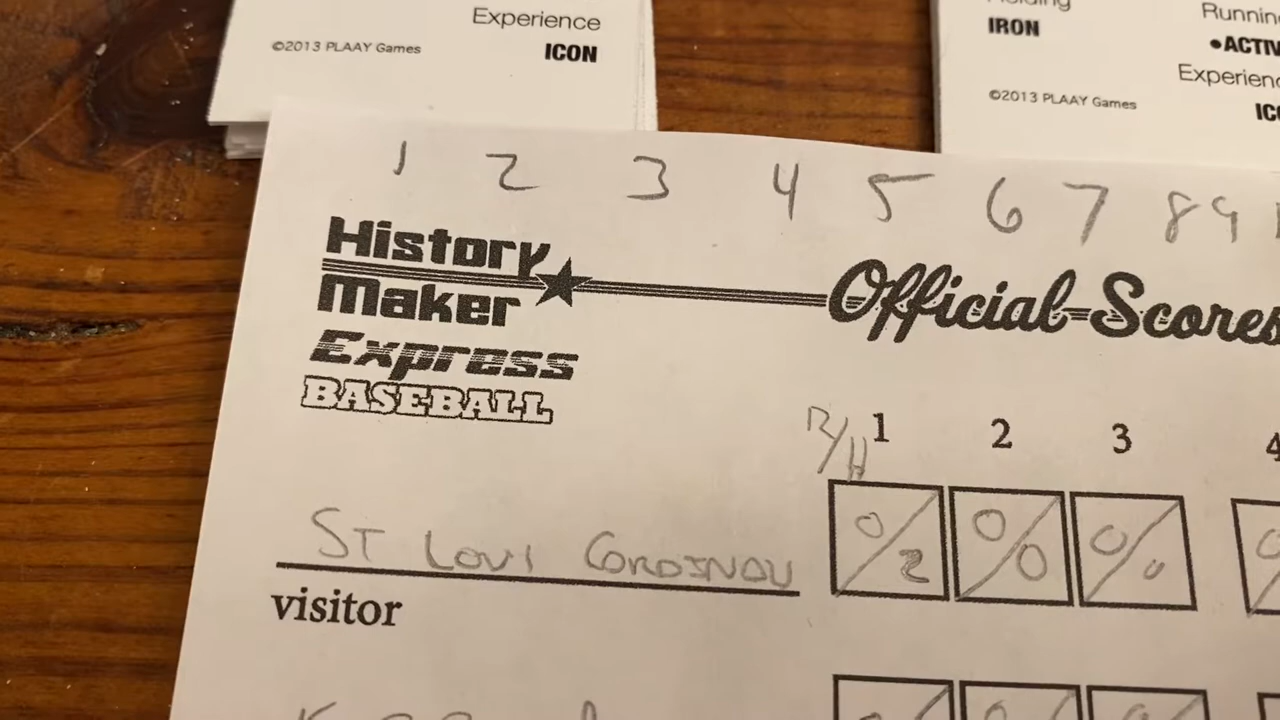 Experience
ICON
©2013 PLAAY Games
IRON
Running
•ACTIV
Experienc
©2013 PLAAY Games
1 2 3 4 5 6 7 8 9
History
Maker
Express
BASEBALL
Official Scores
R/H 1 2 3 4
ST LOUI CARDINAL
0/2 0/0 0/0
visitor